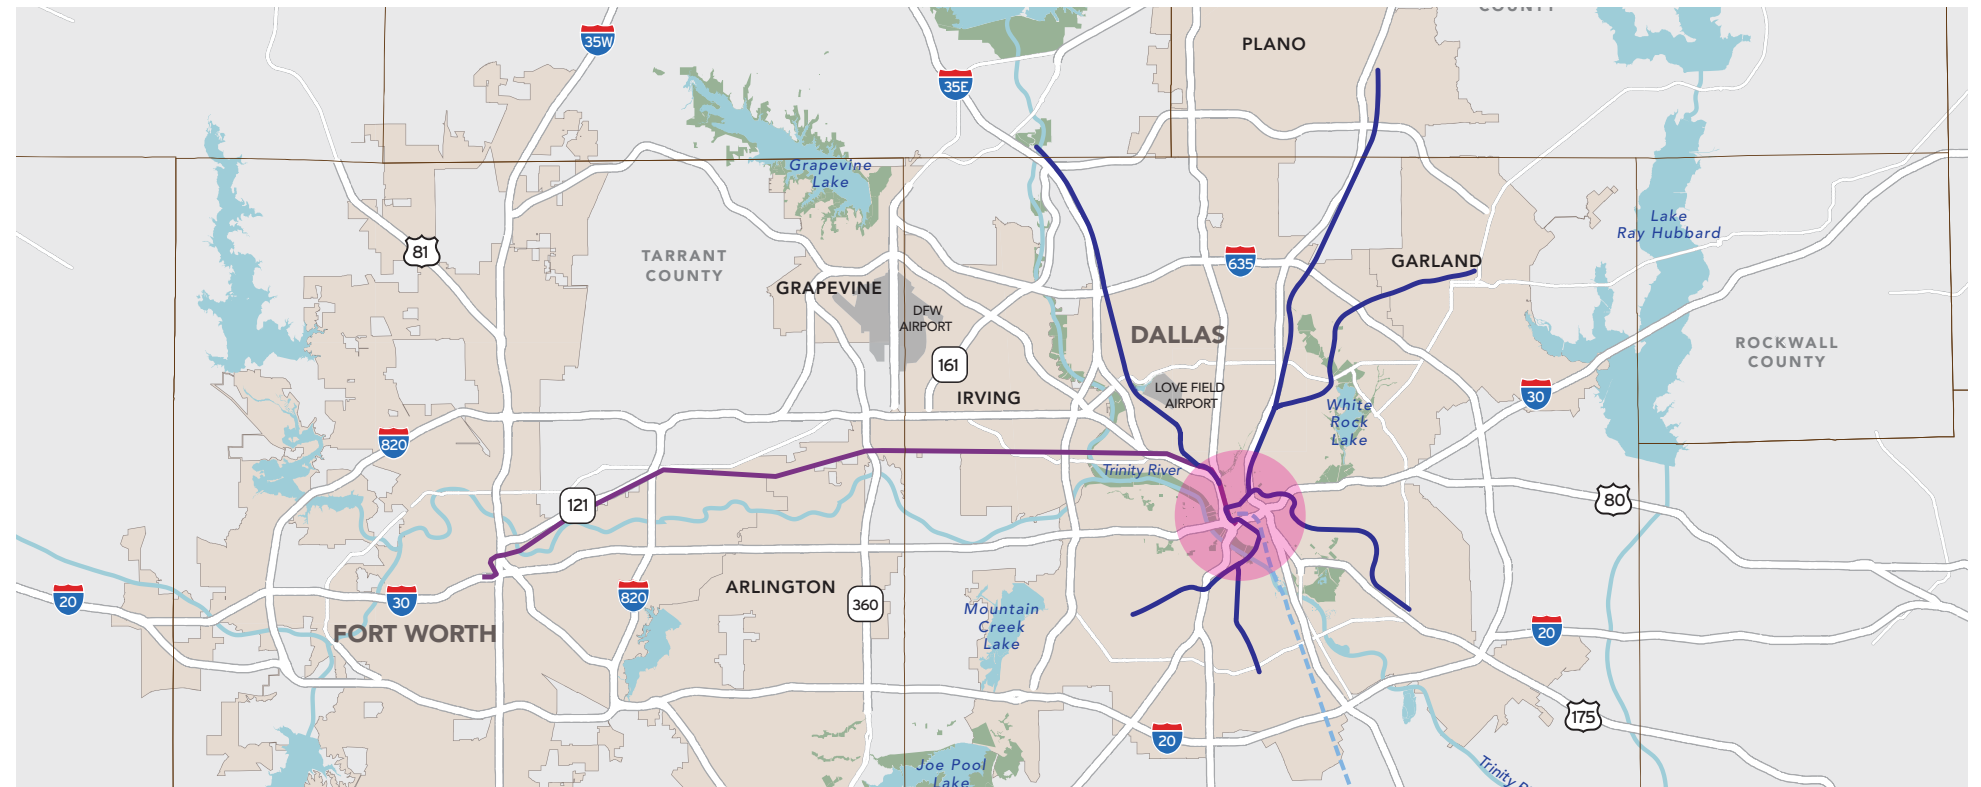 COUNTY
PLANO
35W
35E
Grapevine
Lake
Lake
Ray Hubbard
81
TARRANT
COUNTY
635
GARLAND
GRAPEVINE
DFW
AIRPORT
DALLAS
ROCKWALL
COUNTY
161
LOVE FIELD
AIRPORT
IRVING
30
White
Rock
Lake
820
Trinity River
121
80
ARLINGTON
20
30
820
360
Mountain
Creek
Lake
FORT WORTH
20
175
20
Joe Pool
Lake
Trinity